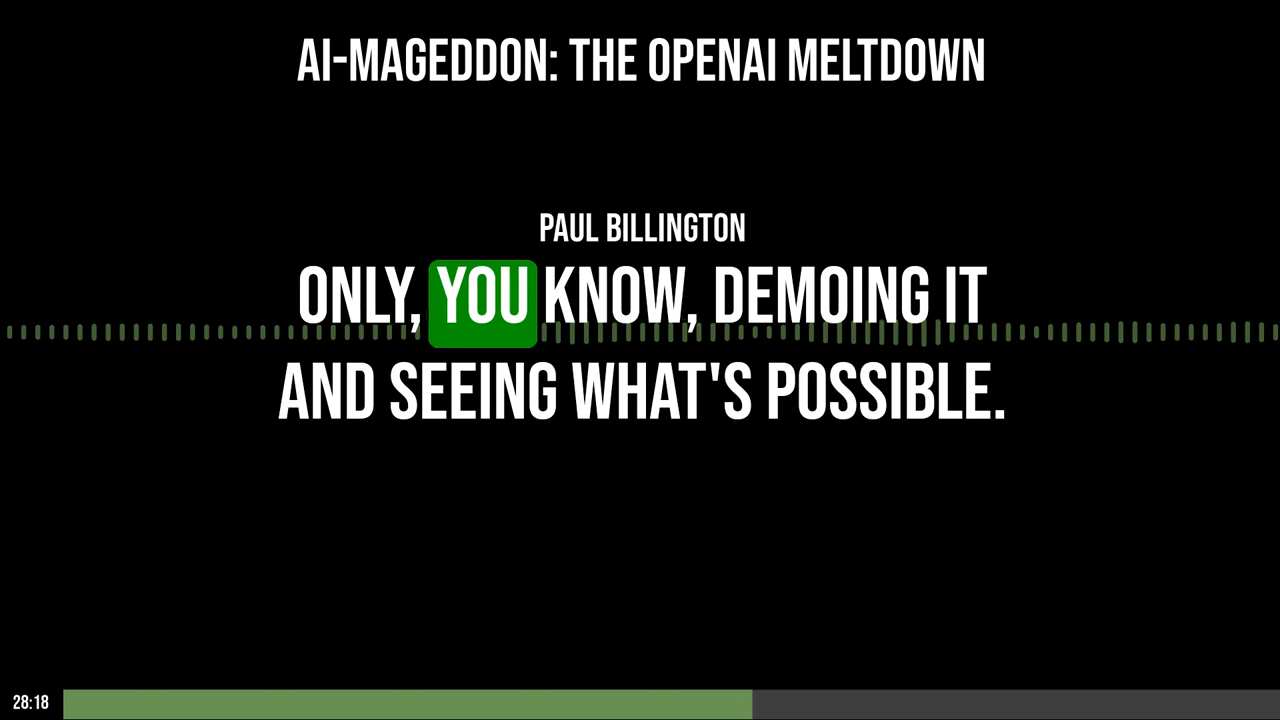 AI-MAGEDDON: THE OPENAI MELTDOWN
PAUL BILLINGTON
ONLY, YOU KNOW, DEMOING IT
AND SEEING WHAT'S POSSIBLE.
28:18